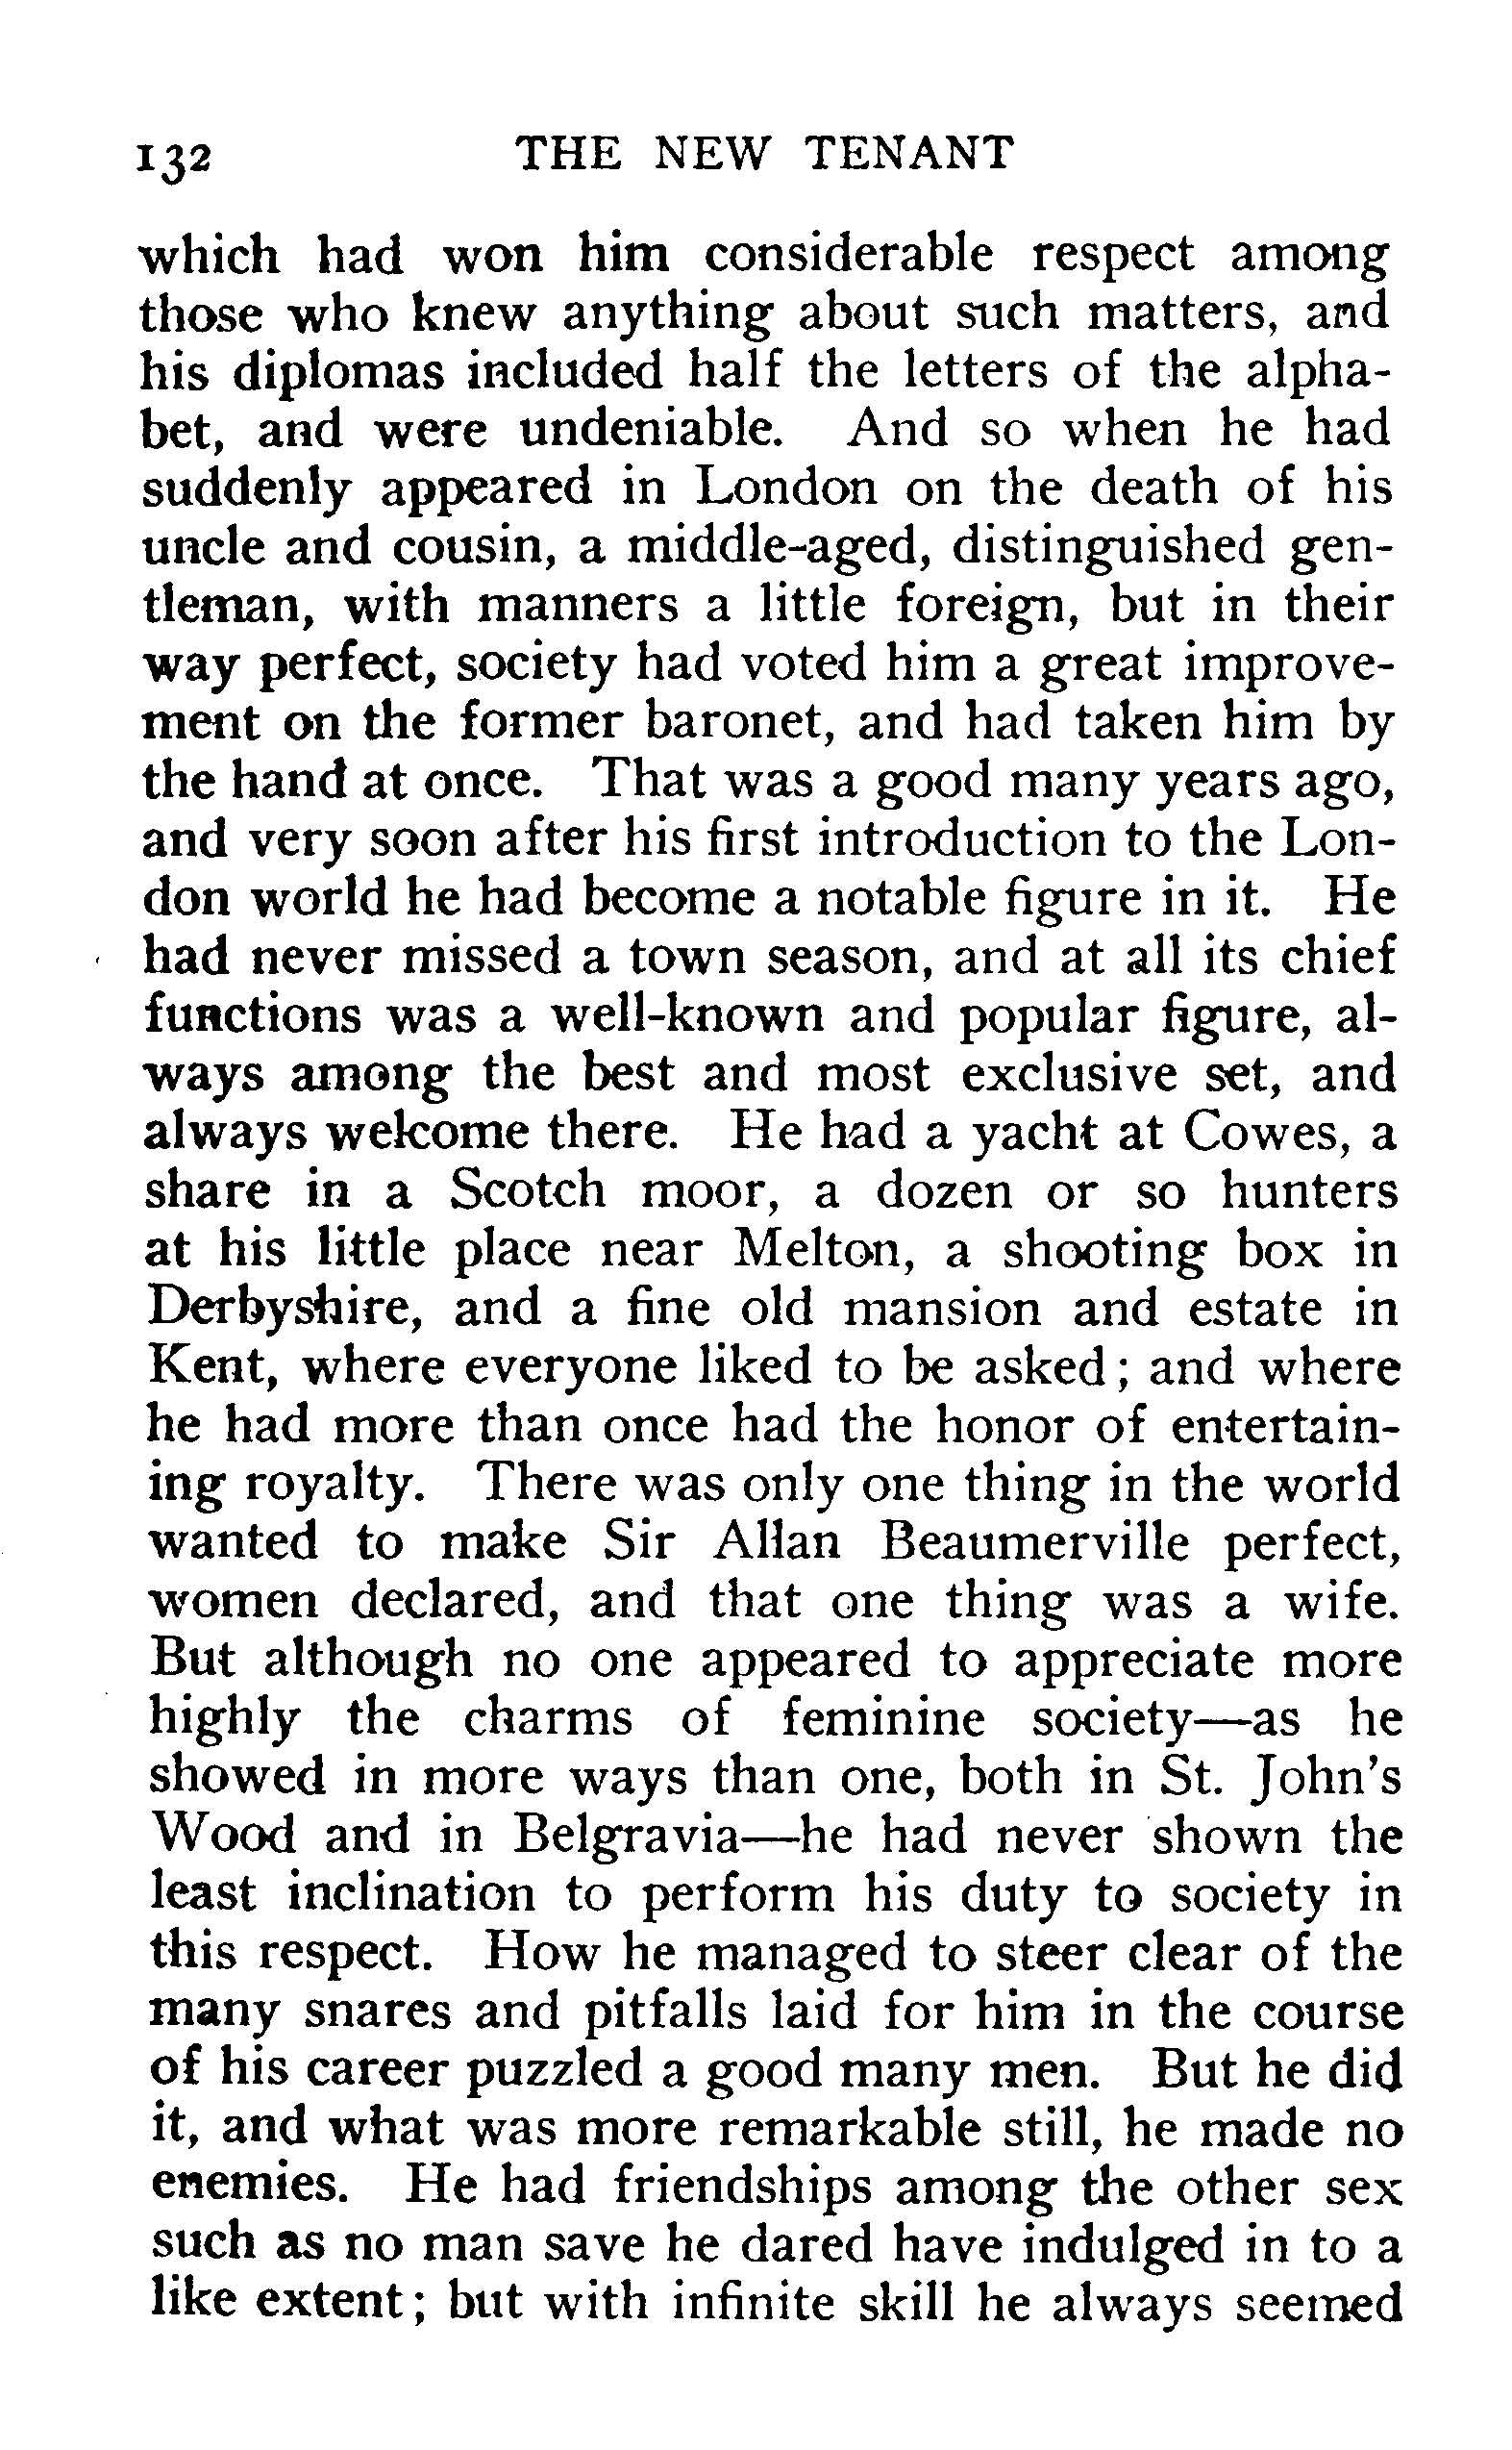 132 THE NEW TENANT
which had won him considerable respect among
those who knew anything about such matters, and
his diplomas included half the letters of the alpha-
bet, and were undeniable. And so when he had
suddenly appeared in London on the death of his
uncle and cousin, a middle-aged, distinguished gen-
tleman, with manners a little foreign, but in their
way perfect, society had voted him a great improve-
ment on the former baronet, and had taken him by
the hand at once. That was a good many years ago,
and very soon after his first introduction to the Lon-
don world he had become a notable figure in it. He
had never missed a town season, and at all its chief
functions was a well-known and popular figure, al-
ways among the best and most exclusive set, and
always welcome there. He had a yacht at Cowes, a
share in a Scotch moor, a dozen or so hunters
at his little place near Melton, a shooting box in
Derbyshire, and a fine old mansion and estate in
Kent, where everyone liked to be asked; and where
he had more than once had the honor of entertain-
ing royalty. There was only one thing in the world
wanted to make Sir Allan Beaumerville perfect,
women declared, and that one thing was a wife.
But although no one appeared to appreciate more
highly the charms of feminine society—as he
showed in more ways than one, both in St. John's
Wood and in Belgravia—he had never shown the
least inclination to perform his duty to society in
this respect. How he managed to steer clear of the
many snares and pitfalls laid for him in the course
of his career puzzled a good many men. But he did
it, and what was more remarkable still, he made no
enemies. He had friendships among the other sex
such as no man save he dared have indulged in to a
like extent; but with infinite skill he always seemed